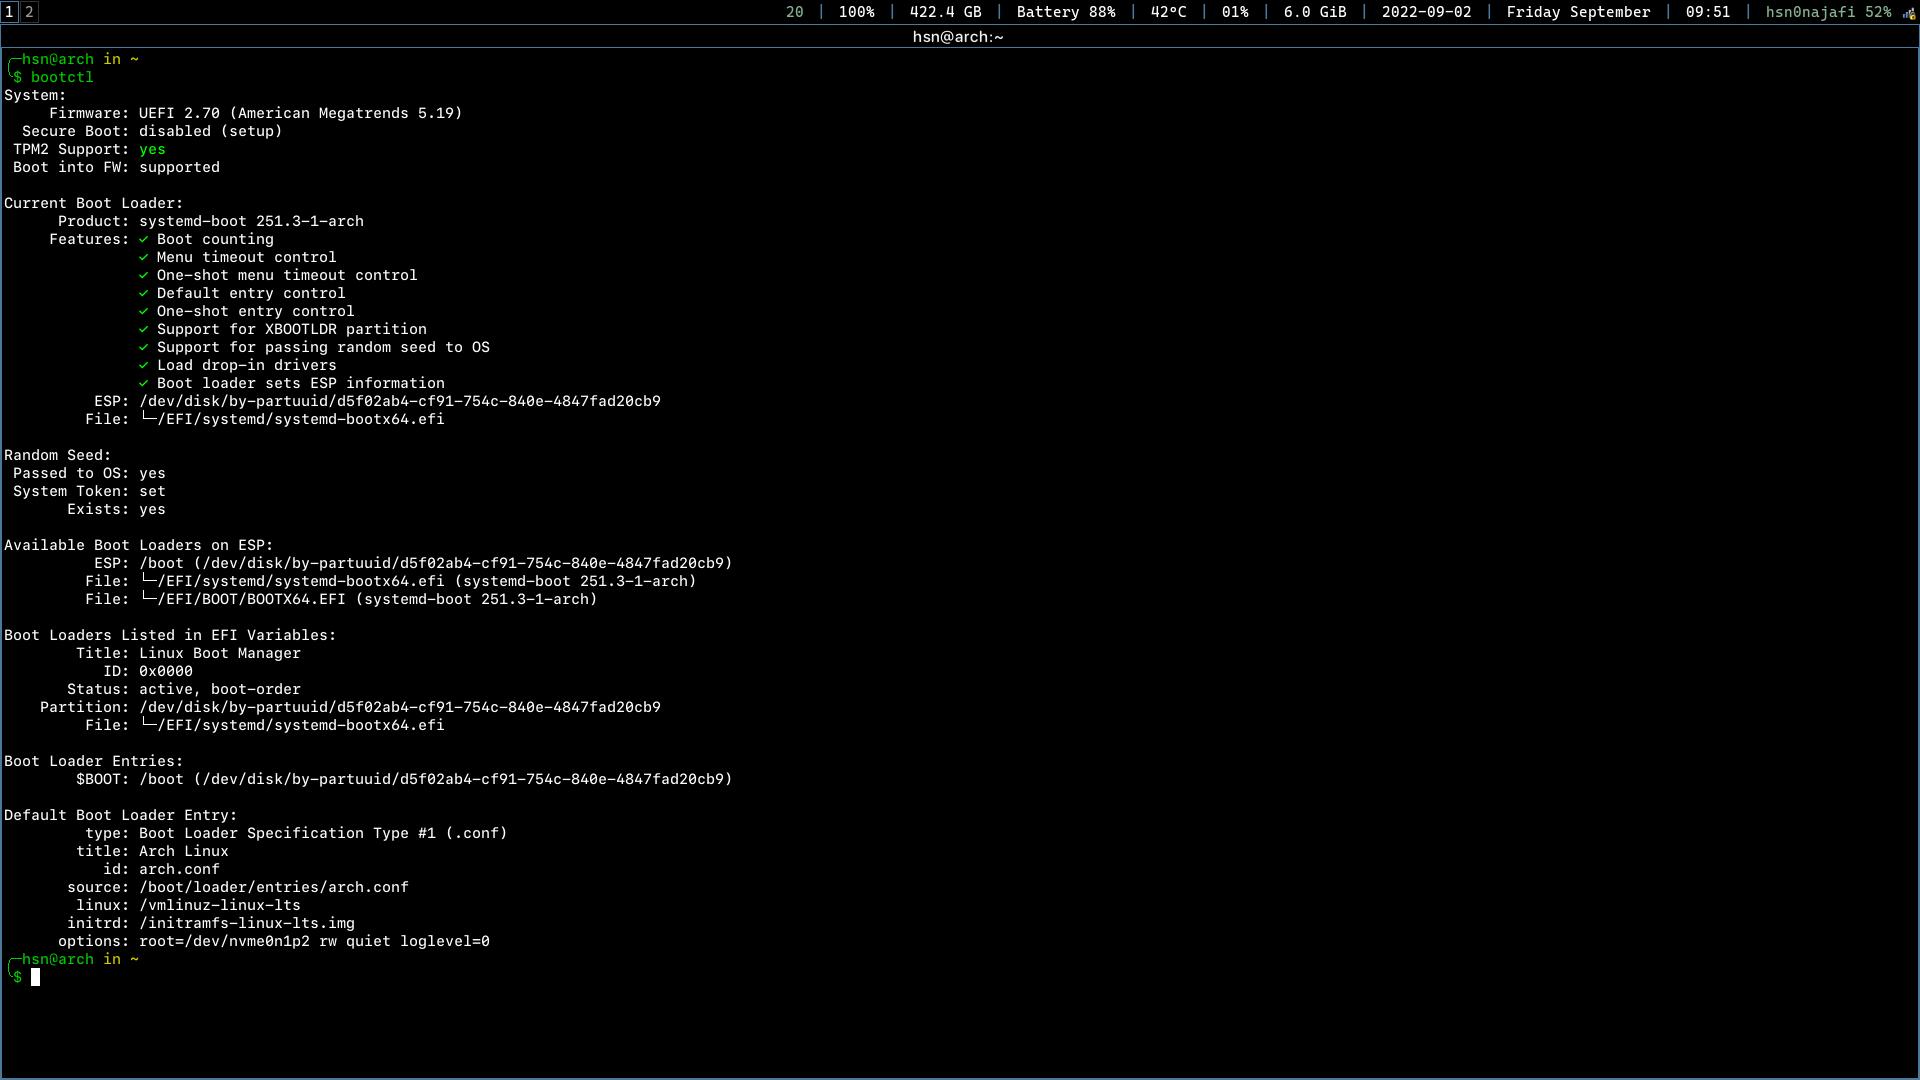 1 2 20 | 100% | 422.4 GB | Battery 88% | 42°C | 01% | 6.0 GiB | 2022-09-02 | Friday September | 09:51 | hsn0najafi 52%
hsn@arch:~
╭─hsn@arch in ~
╰$ bootctl
System:
     Firmware: UEFI 2.70 (American Megatrends 5.19)
  Secure Boot: disabled (setup)
 TPM2 Support: yes
 Boot into FW: supported

Current Boot Loader:
      Product: systemd-boot 251.3-1-arch
     Features: ✓ Boot counting
               ✓ Menu timeout control
               ✓ One-shot menu timeout control
               ✓ Default entry control
               ✓ One-shot entry control
               ✓ Support for XBOOTLDR partition
               ✓ Support for passing random seed to OS
               ✓ Load drop-in drivers
               ✓ Boot loader sets ESP information
          ESP: /dev/disk/by-partuuid/d5f02ab4-cf91-754c-840e-4847fad20cb9
         File: └─/EFI/systemd/systemd-bootx64.efi

Random Seed:
 Passed to OS: yes
 System Token: set
       Exists: yes

Available Boot Loaders on ESP:
          ESP: /boot (/dev/disk/by-partuuid/d5f02ab4-cf91-754c-840e-4847fad20cb9)
         File: └─/EFI/systemd/systemd-bootx64.efi (systemd-boot 251.3-1-arch)
         File: └─/EFI/BOOT/BOOTX64.EFI (systemd-boot 251.3-1-arch)

Boot Loaders Listed in EFI Variables:
        Title: Linux Boot Manager
           ID: 0x0000
       Status: active, boot-order
    Partition: /dev/disk/by-partuuid/d5f02ab4-cf91-754c-840e-4847fad20cb9
         File: └─/EFI/systemd/systemd-bootx64.efi

Boot Loader Entries:
        $BOOT: /boot (/dev/disk/by-partuuid/d5f02ab4-cf91-754c-840e-4847fad20cb9)

Default Boot Loader Entry:
         type: Boot Loader Specification Type #1 (.conf)
        title: Arch Linux
           id: arch.conf
       source: /boot/loader/entries/arch.conf
        linux: /vmlinuz-linux-lts
       initrd: /initramfs-linux-lts.img
      options: root=/dev/nvme0n1p2 rw quiet loglevel=0
╭─hsn@arch in ~
╰$